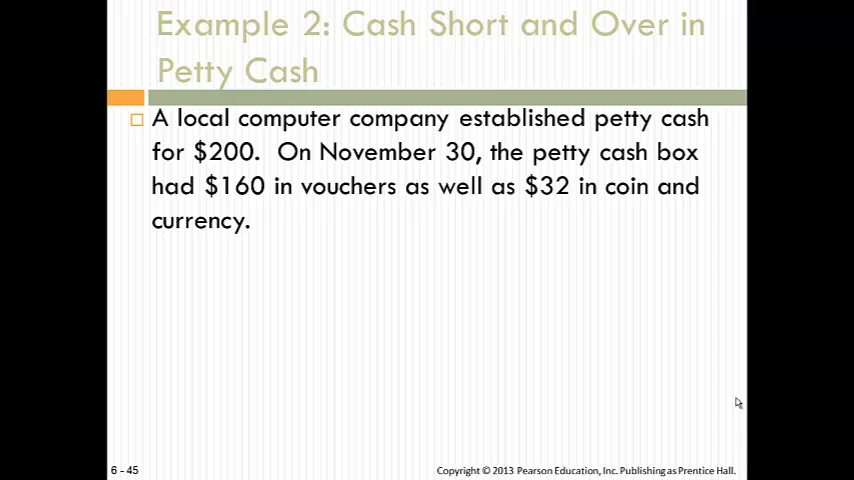 Example 2: Cash Short and Over in
Petty Cash
A local computer company established petty cash
for $200. On November 30, the petty cash box
had $160 in vouchers as well as $32 in coin and
currency.
6 - 45
Copyright © 2013 Pearson Education, Inc. Publishing as Prentice Hall.